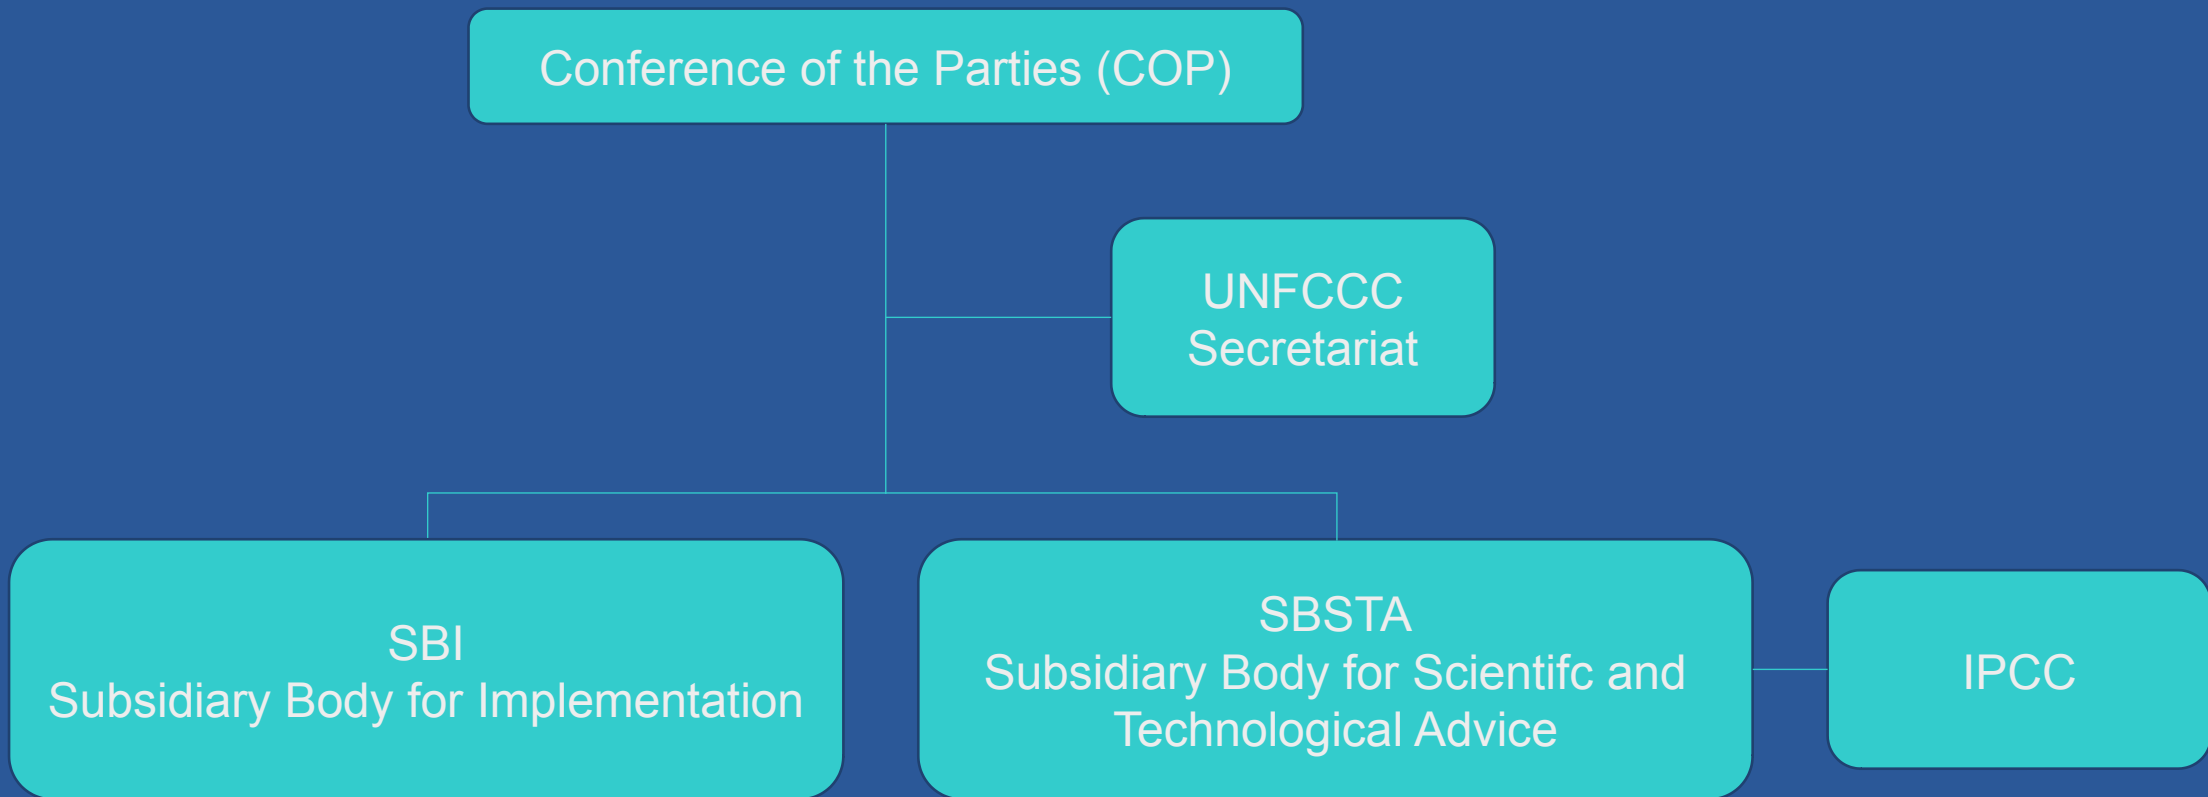 Conference of the Parties (COP)
UNFCCC
Secretariat
SBI
Subsidiary Body for Implementation
SBSTA
Subsidiary Body for Scientifc and
Technological Advice
IPCC